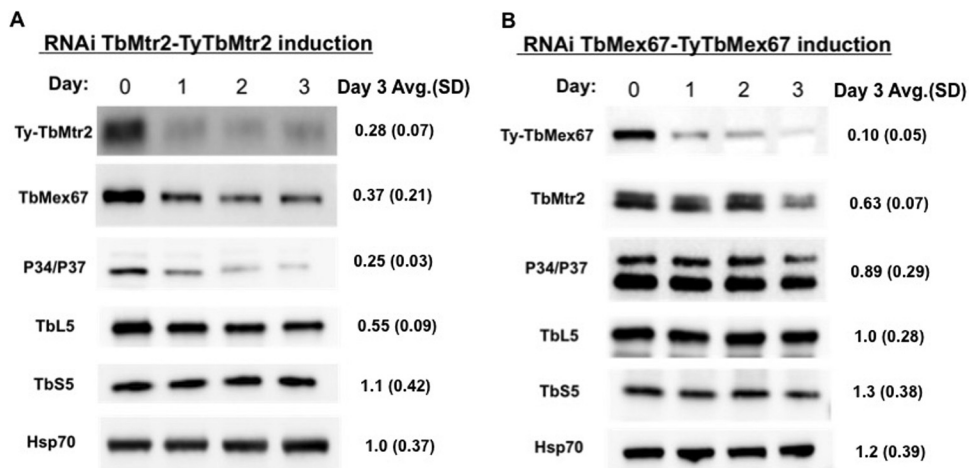 A
RNAi TbMtr2-TyTbMtr2 induction
Day: 0 1 2 3 Day 3 Avg.(SD)
Ty-TbMtr2 0.28 (0.07)
TbMex67 0.37 (0.21)
P34/P37 0.25 (0.03)
TbL5 0.55 (0.09)
TbS5 1.1 (0.42)
Hsp70 1.0 (0.37)
B
RNAi TbMex67-TyTbMex67 induction
Day: 0 1 2 3 Day 3 Avg.(SD)
Ty-TbMex67 0.10 (0.05)
TbMtr2 0.63 (0.07)
P34/P37 0.89 (0.29)
TbL5 1.0 (0.28)
TbS5 1.3 (0.38)
Hsp70 1.2 (0.39)